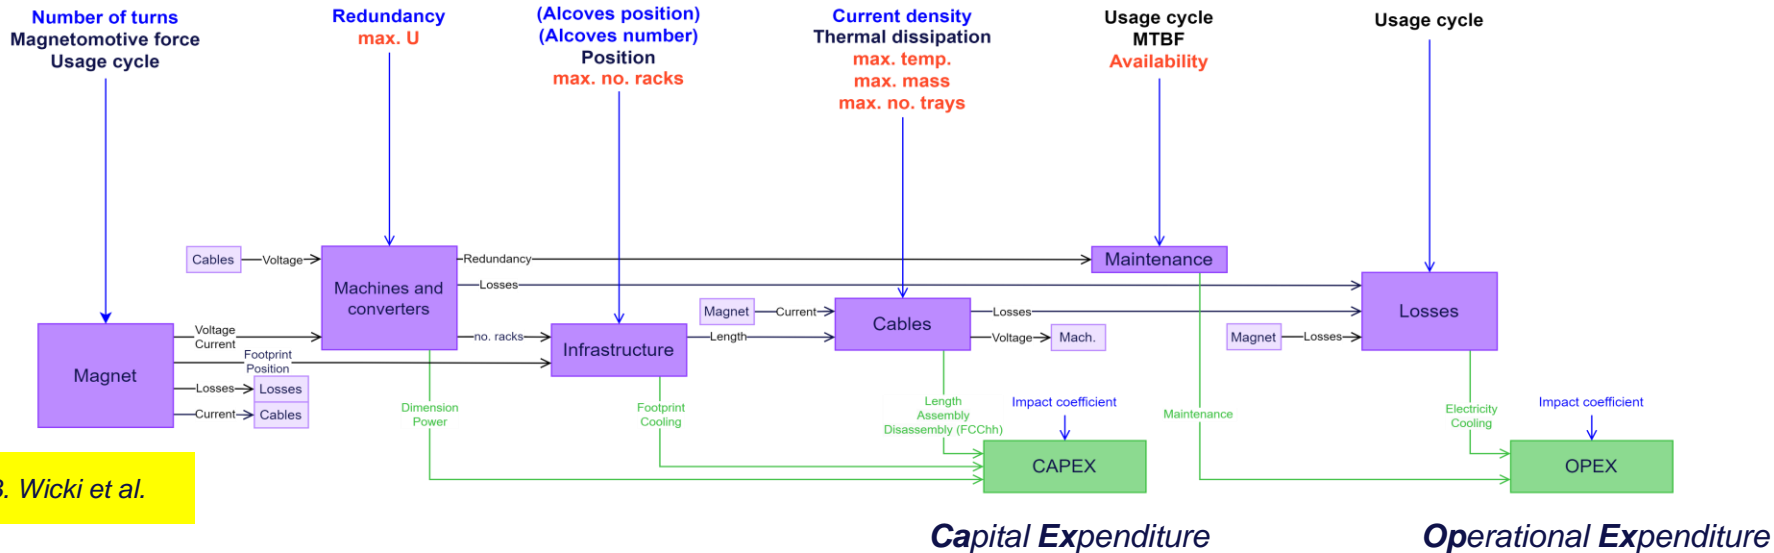 Number of turns
Magnetomotive force
Usage cycle
Redundancy
max. U
(Alcoves position)
(Alcoves number)
Position
max. no. racks
Current density
Thermal dissipation
max. temp.
max. mass
max. no. trays
Usage cycle
MTBF
Availability
Usage cycle
Cables
Voltage
Machines and
converters
Redundancy
Losses
no. racks
Maintenance
Magnet
Voltage
Current
Footprint
Position
Losses
Losses
Current
Cables
Infrastructure
Length
Magnet
Current
Cables
Losses
Voltage
Mach.
Magnet
Losses
Losses
Dimension
Power
Footprint
Cooling
Length
Assembly
Disassembly (FCChh)
Impact coefficient
Maintenance
Electricity
Cooling
Impact coefficient
CAPEX
OPEX
. Wicki et al.
Capital Expenditure
Operational Expenditure